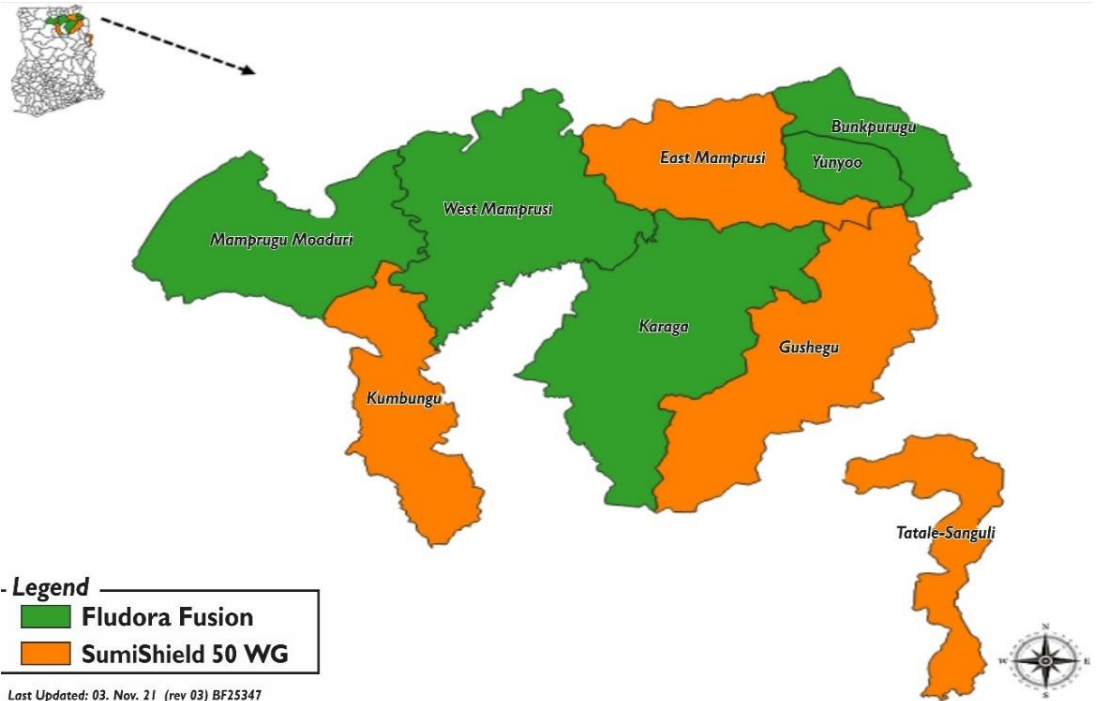 Bunkpurugu
East Mamprusi
Yunyoo
West Mamprusi
Mamprugu Moaduri
Karaga
Gushegu
Kumbungu
Tatale-Sanguli
Legend
Fludora Fusion
SumiShield 50 WG
N
W
E
S
Last Updated: 03. Nov. 21 (rev 03) BF25347